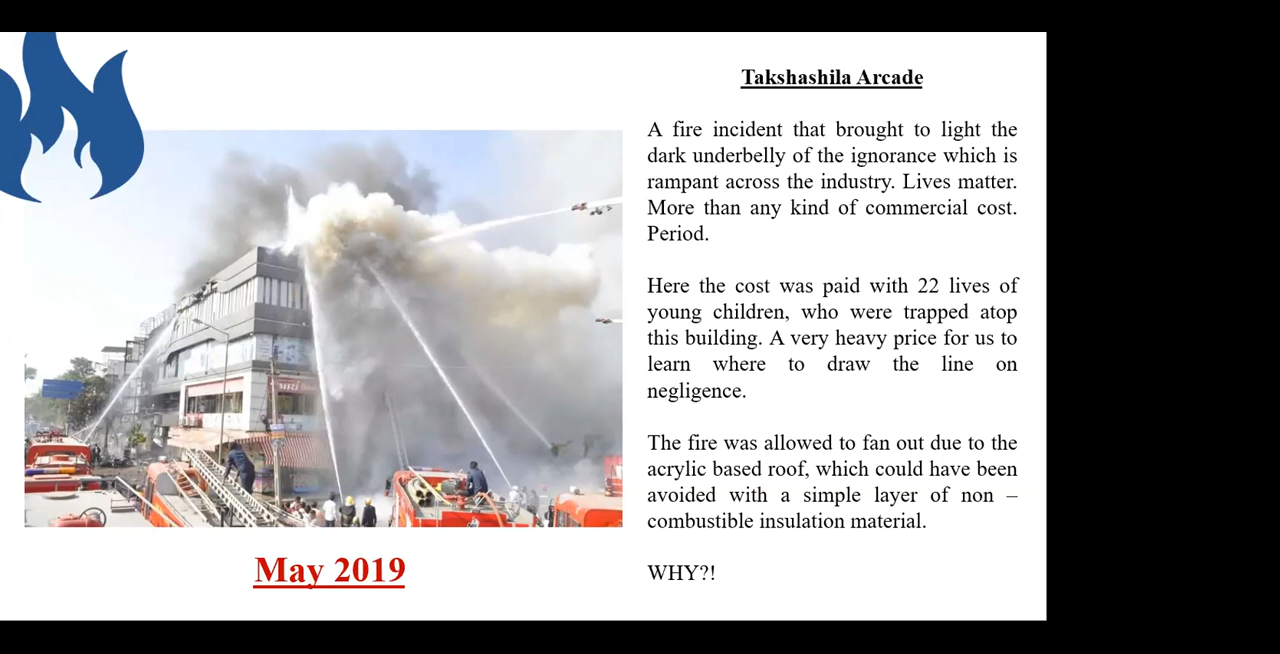 Takshashila Arcade
A fire incident that brought to light the
dark underbelly of the ignorance which is
rampant across the industry. Lives matter.
More than any kind of commercial cost.
Period.
Here the cost was paid with 22 lives of
young children, who were trapped atop
this building. A very heavy price for us to
learn where to draw the line on
negligence.
The fire was allowed to fan out due to the
acrylic based roof, which could have been
avoided with a simple layer of non –
combustible insulation material.
WHY?!
May 2019